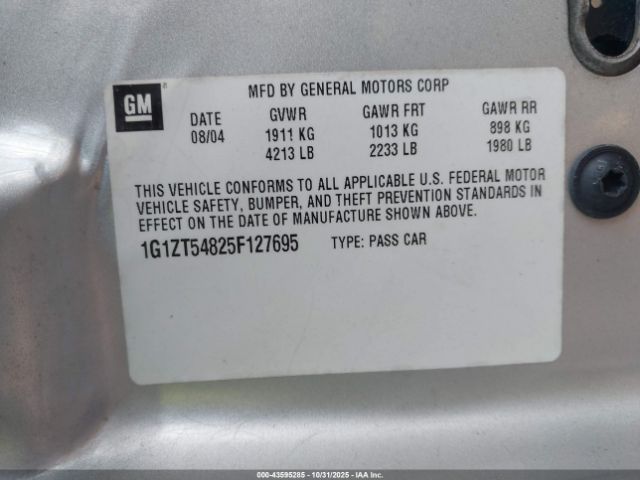 GM
MFD BY GENERAL MOTORS CORP
DATE GVWR GAWR FRT GAWR RR
08/04 1911 KG 1013 KG 898 KG
4213 LB 2233 LB 1980 LB
THIS VEHICLE CONFORMS TO ALL APPLICABLE U.S. FEDERAL MOTOR
VEHICLE SAFETY, BUMPER, AND THEFT PREVENTION STANDARDS IN
EFFECT ON THE DATE OF MANUFACTURE SHOWN ABOVE.
1G1ZT54825F127695 TYPE: PASS CAR
000-43595285 - 10/31/2025 - IAA Inc.